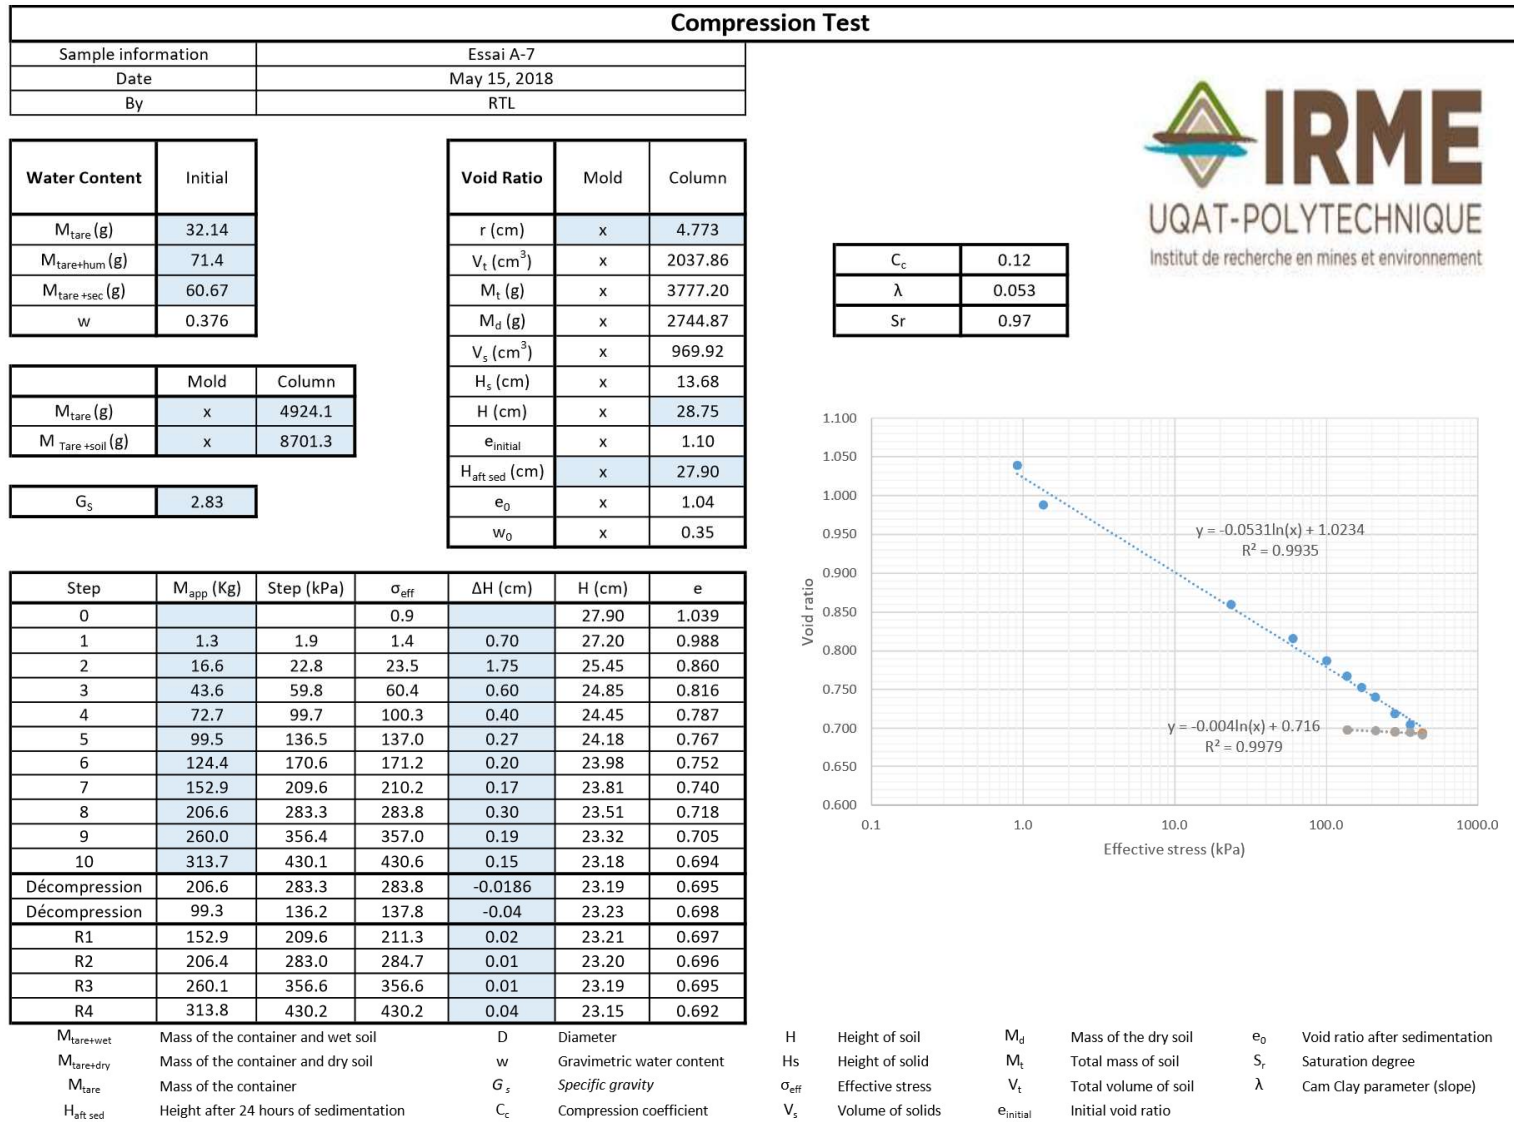 Compression Test
Sample information Essai A-7
Date May 15, 2018
By RTL
IRME
UQAT-POLYTECHNIQUE
Institut de recherche en mines et environnement
Water Content Initial
Mtare (g) 32.14
Mtare+hum (g) 71.4
Mtare +sec (g) 60.67
w 0.376
Mold Column
Mtare (g) x 4924.1
M Tare +soil (g) x 8701.3
GS 2.83
Void Ratio Mold Column
r (cm) x 4.773
Vt (cm3) x 2037.86
Mt (g) x 3777.20
Md (g) x 2744.87
Vs (cm3) x 969.92
Hs (cm) x 13.68
H (cm) x 28.75
einitial x 1.10
Haft sed (cm) x 27.90
e0 x 1.04
w0 x 0.35
Cc 0.12
λ 0.053
Sr 0.97
Step Mapp (Kg) Step (kPa) σeff ΔH (cm) H (cm) e
0 0.9 27.90 1.039
1 1.3 1.9 1.4 0.70 27.20 0.988
2 16.6 22.8 23.5 1.75 25.45 0.860
3 43.6 59.8 60.4 0.60 24.85 0.816
4 72.7 99.7 100.3 0.40 24.45 0.787
5 99.5 136.5 137.0 0.27 24.18 0.767
6 124.4 170.6 171.2 0.20 23.98 0.752
7 152.9 209.6 210.2 0.17 23.81 0.740
8 206.6 283.3 283.8 0.30 23.51 0.718
9 260.0 356.4 357.0 0.19 23.32 0.705
10 313.7 430.1 430.6 0.15 23.18 0.694
Décompression 206.6 283.3 283.8 -0.0186 23.19 0.695
Décompression 99.3 136.2 137.8 -0.04 23.23 0.698
R1 152.9 209.6 211.3 0.02 23.21 0.697
R2 206.4 283.0 284.7 0.01 23.20 0.696
R3 260.1 356.6 356.6 0.01 23.19 0.695
R4 313.8 430.2 430.2 0.04 23.15 0.692
1.100
1.050
1.000
0.950
0.900
0.850
0.800
0.750
0.700
0.650
0.600
Void ratio
y = -0.0531ln(x) + 1.0234
R² = 0.9935
y = -0.004ln(x) + 0.716
R² = 0.9979
0.1 1.0 10.0 100.0 1000.0
Effective stress (kPa)
Mtare+wet Mass of the container and wet soil D Diameter H Height of soil Md Mass of the dry soil e0 Void ratio after sedimentation
Mtare+dry Mass of the container and dry soil w Gravimetric water content Hs Height of solid Mt Total mass of soil Sr Saturation degree
Mtare Mass of the container Gs Specific gravity σeff Effective stress Vt Total volume of soil λ Cam Clay parameter (slope)
Haft sed Height after 24 hours of sedimentation Cc Compression coefficient Vs Volume of solids einitial Initial void ratio